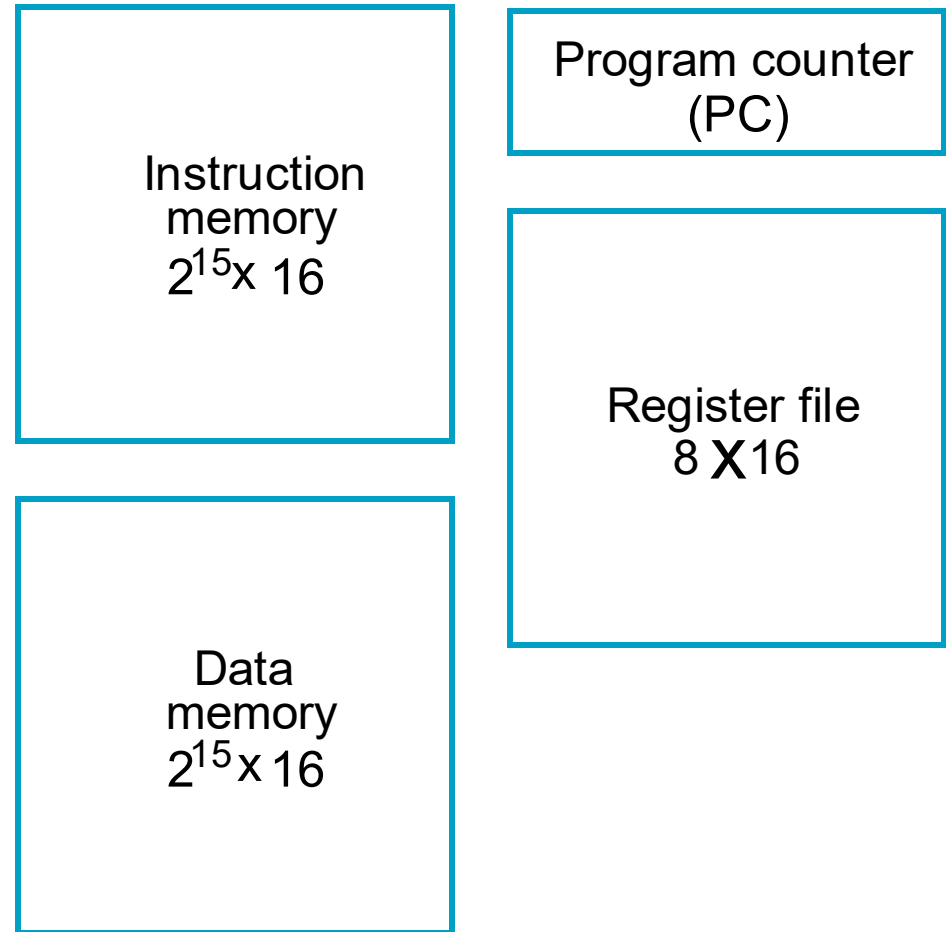 Instruction
memory
2¹⁵x 16
Program counter
(PC)
Register file
8 X16
Data
memory
2¹⁵x 16